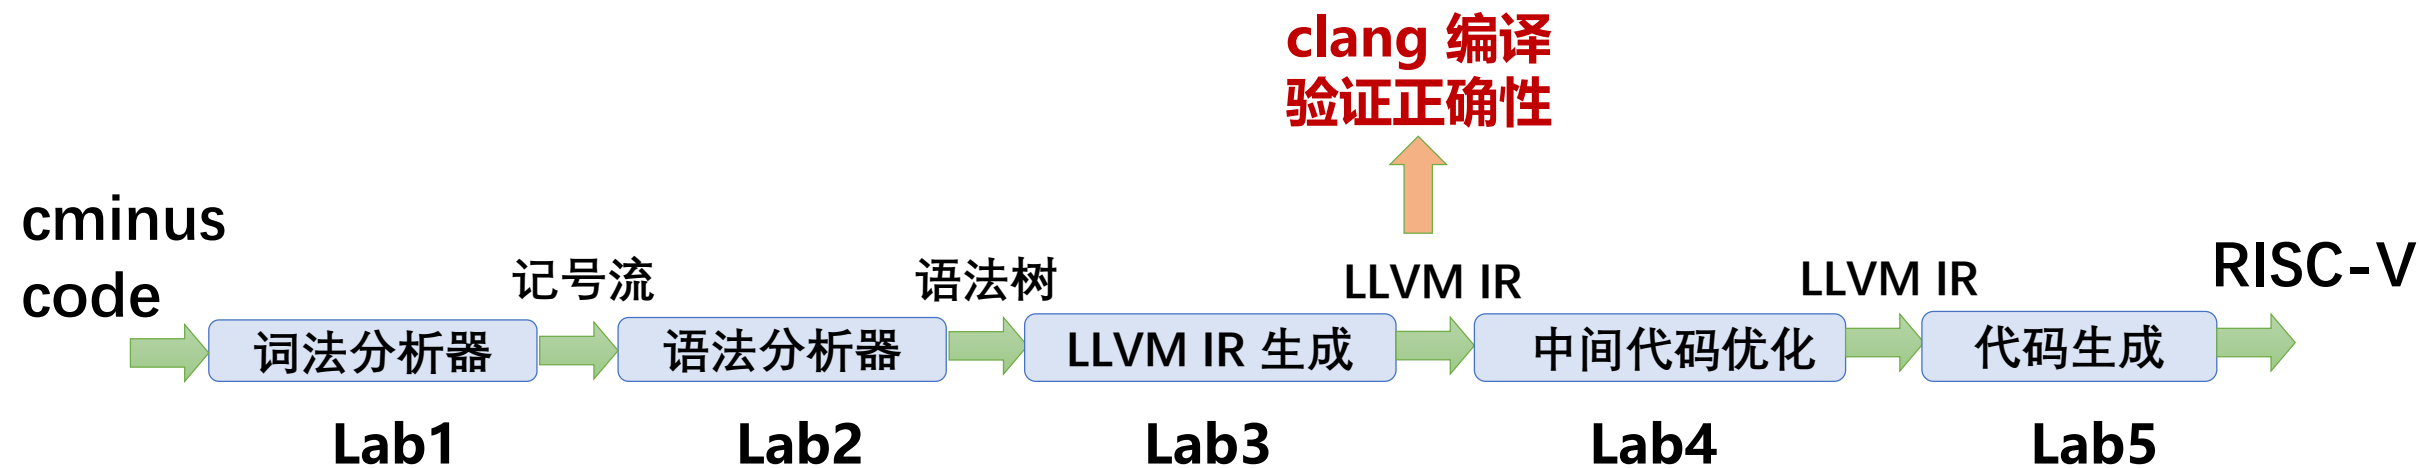 clang 编译
验证正确性
cminus
code
记号流
语法树
LLVM IR
LLVM IR
RISC-V
词法分析器
语法分析器
LLVM IR 生成
中间代码优化
代码生成
Lab1
Lab2
Lab3
Lab4
Lab5